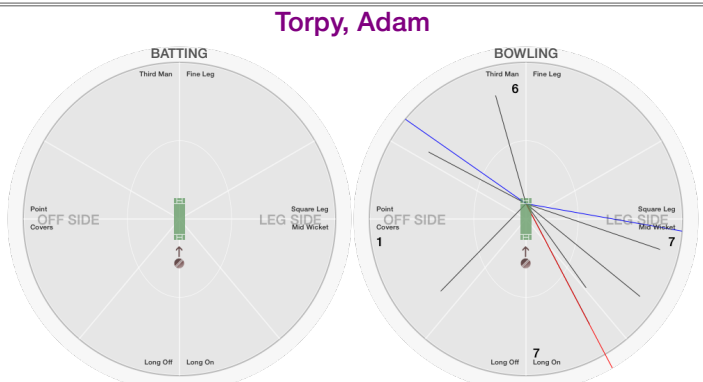 Torpy, Adam
BATTING
Third Man
Fine Leg
Point
OFF SIDE
Covers
Square Leg
LEG SIDE
Mid Wicket
Long Off
Long On
BOWLING
Third Man
Fine Leg
6
Point
OFF SIDE
Covers
1
Square Leg
LEG SIDE
Mid Wicket
7
7
Long Off
Long On